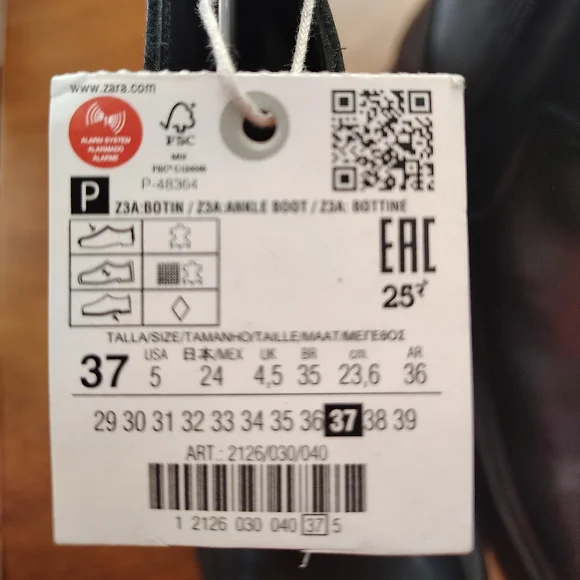 www.zara.com
ALARM SYSTEM
ALARMADO
ALARME
FSC
MIX
P-48364
P
Z3A:BOTIN / Z3A:ANKLE BOOT / Z3A: BOTTINE
EAC
25
TALLA/SIZE/TAMANHO/TAILLE/MAAT/ΜΕΓΕΘΟΣ
USA 日本/MEX UK BR cm. AR
37 5 24 4,5 35 23,6 36
29 30 31 32 33 34 35 36 37 38 39
ART.: 2126/030/040
1 2126 030 040 37 5